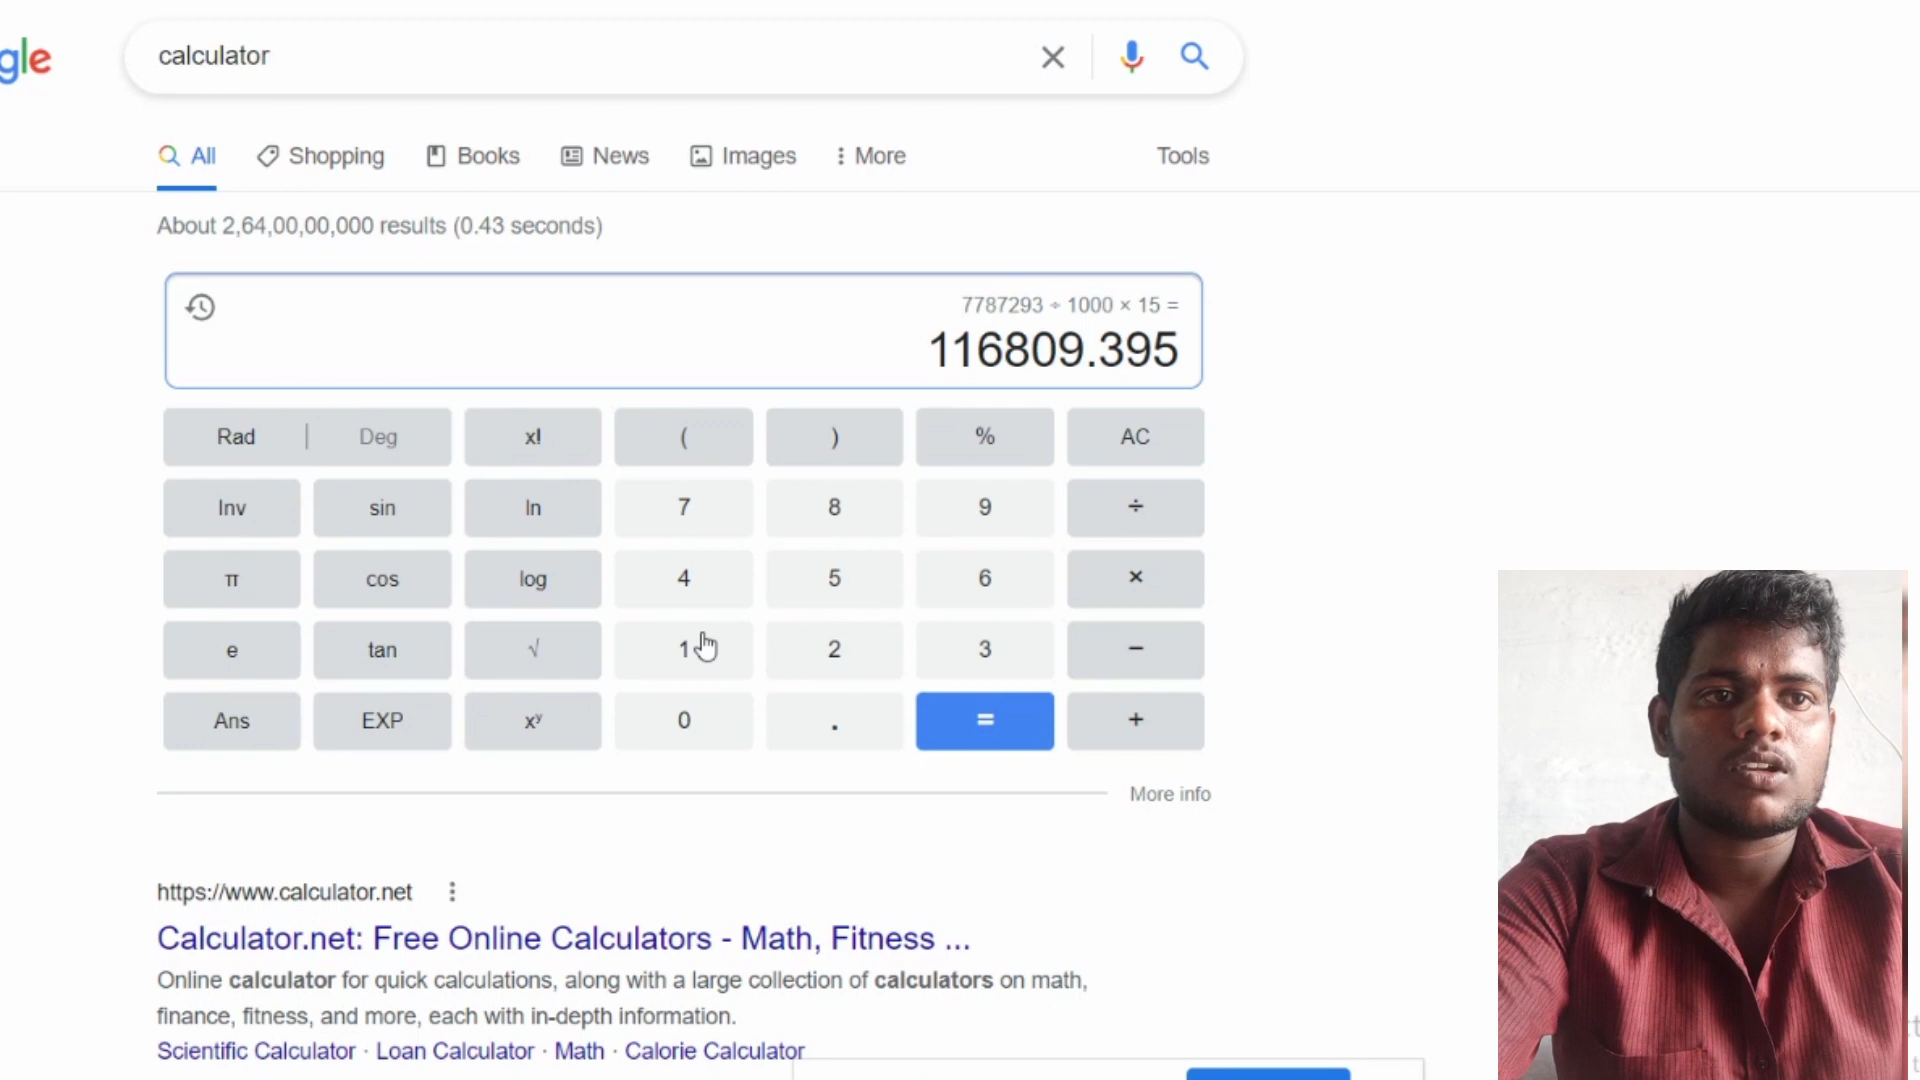 gle
calculator
All Shopping Books News Images More Tools
About 2,64,00,00,000 results (0.43 seconds)
7787293 ÷ 1000 × 15 =
116809.395
Rad | Deg x! ( ) % AC
Inv sin ln 7 8 9 ÷
π cos log 4 5 6 ×
e tan √ 1 2 3 −
Ans EXP xʸ 0 . = +
More info
https://www.calculator.net
Calculator.net: Free Online Calculators - Math, Fitness ...
Online calculator for quick calculations, along with a large collection of calculators on math,
finance, fitness, and more, each with in-depth information.
Scientific Calculator · Loan Calculator · Math · Calorie Calculator